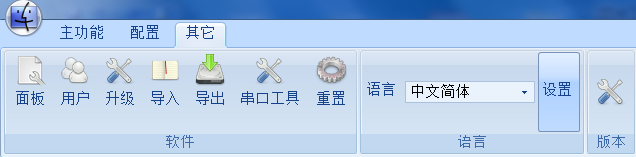 主功能 配置 其它
面板 用户 升级 导入 导出 串口工具 重置 语言 中文简体 设置
软件 语言 版本